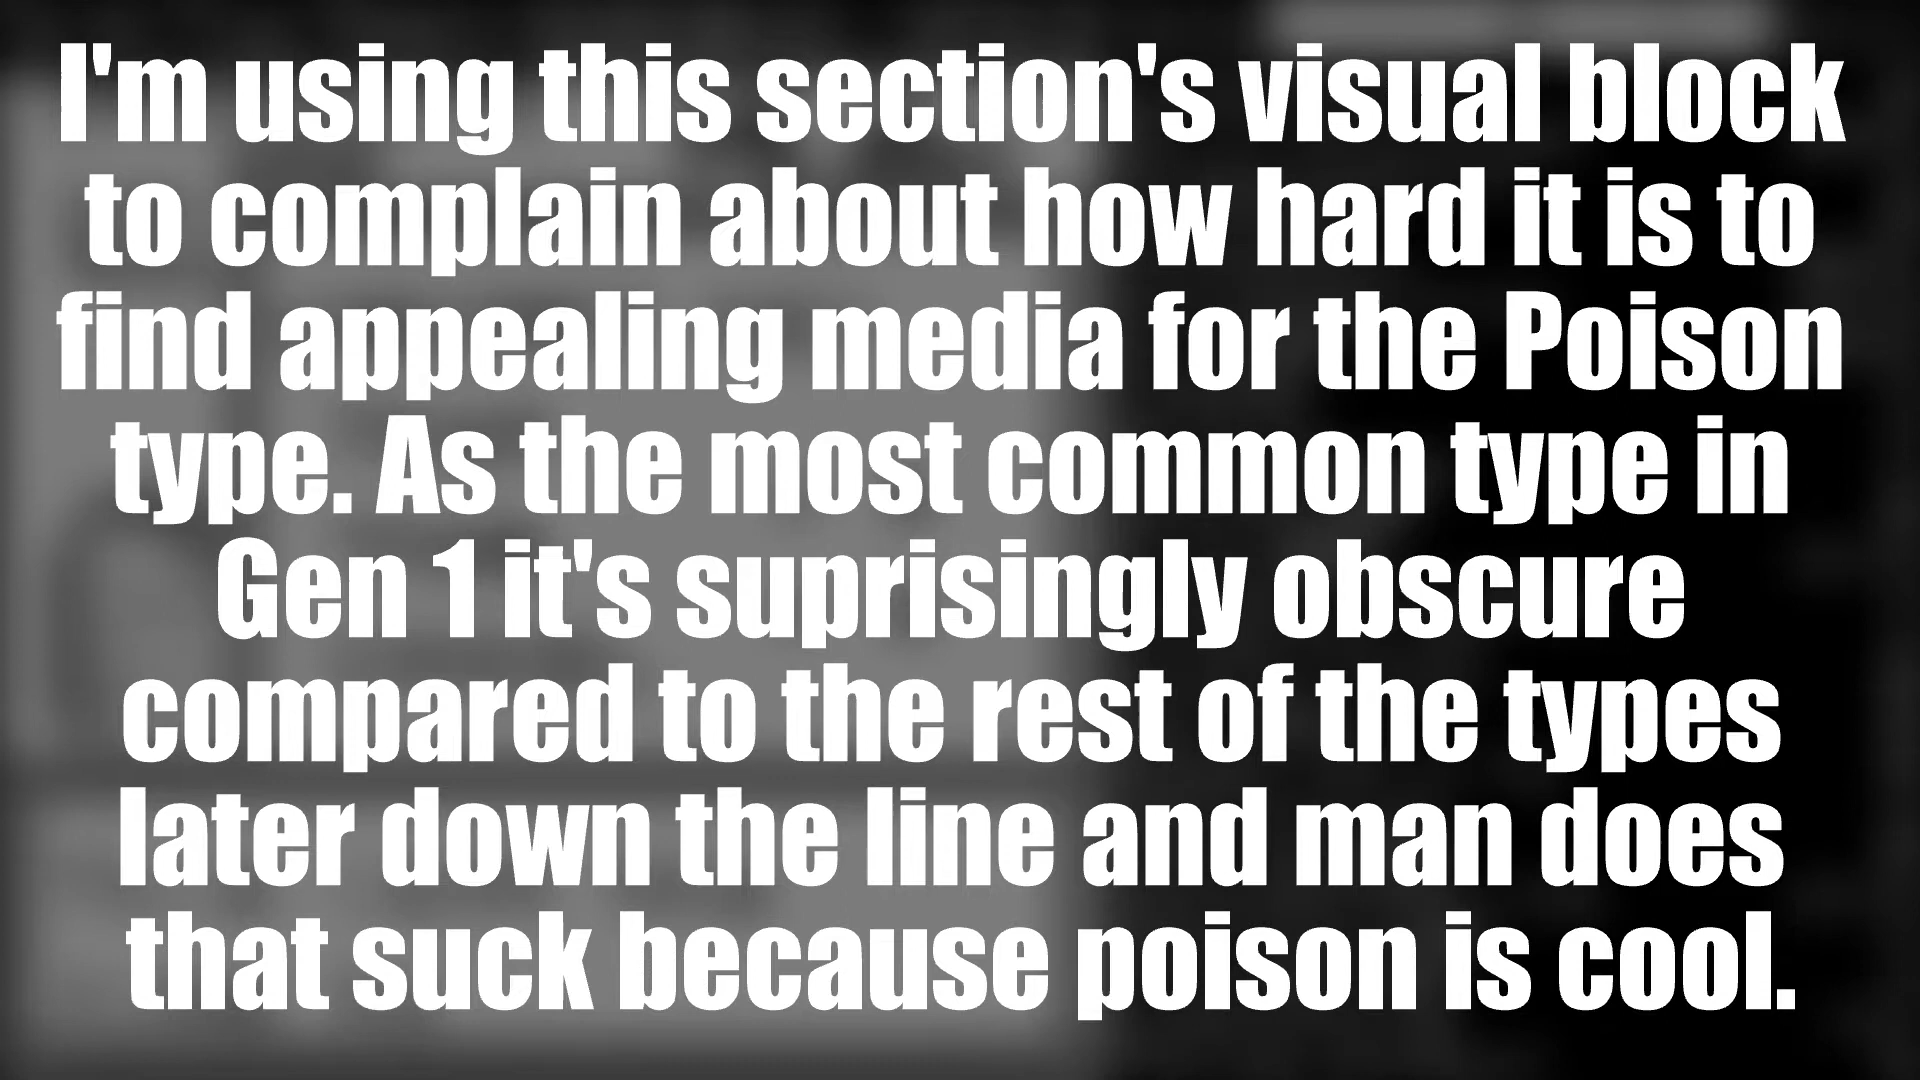 I'm using this section's visual block
to complain about how hard it is to
find appealing media for the Poison
type. As the most common type in
Gen 1 it's suprisingly obscure
compared to the rest of the types
later down the line and man does
that suck because poison is cool.